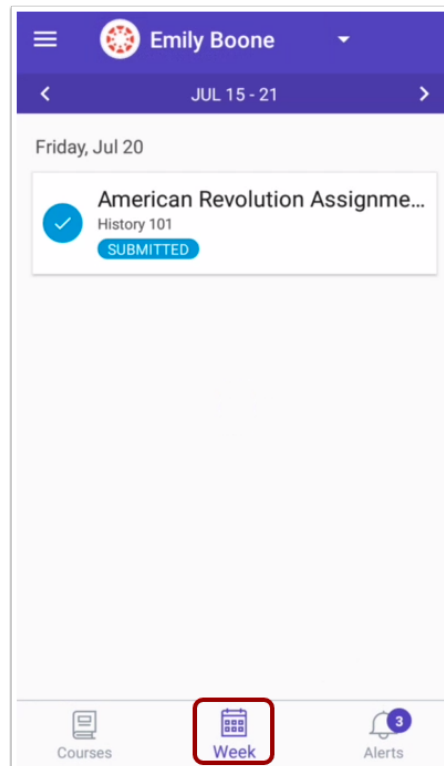 Emily Boone
JUL 15 - 21
Friday, Jul 20
American Revolution Assignme...
History 101
SUBMITTED
3
Courses
Week
Alerts